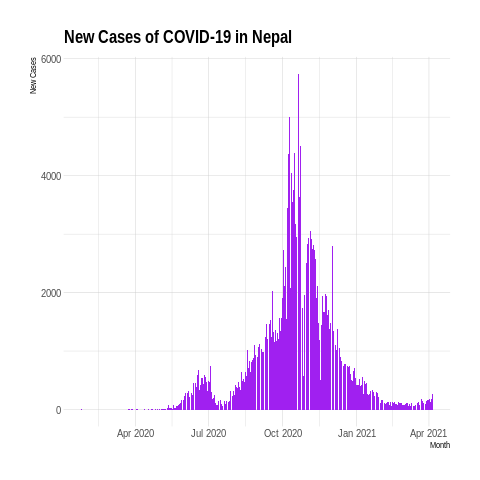 New Cases of COVID-19 in Nepal
New Cases
6000
4000
2000
0
Apr 2020 Jul 2020 Oct 2020 Jan 2021 Apr 2021
Month